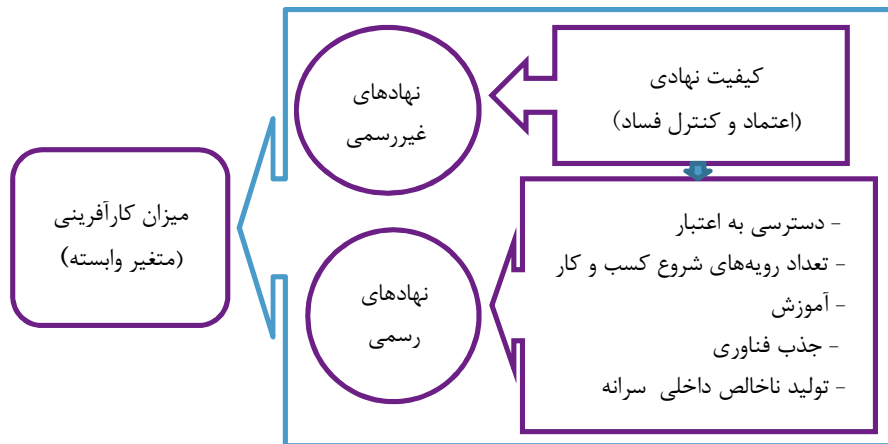 کیفیت نهادی
(اعتماد و کنترل فساد)
نهادهای
غیررسمی
- دسترسی به اعتبار
- تعداد رویه‌های شروع کسب و کار
- آموزش
- جذب فناوری
- تولید ناخالص داخلی سرانه
نهادهای
رسمی
میزان کارآفرینی
(متغیر وابسته)